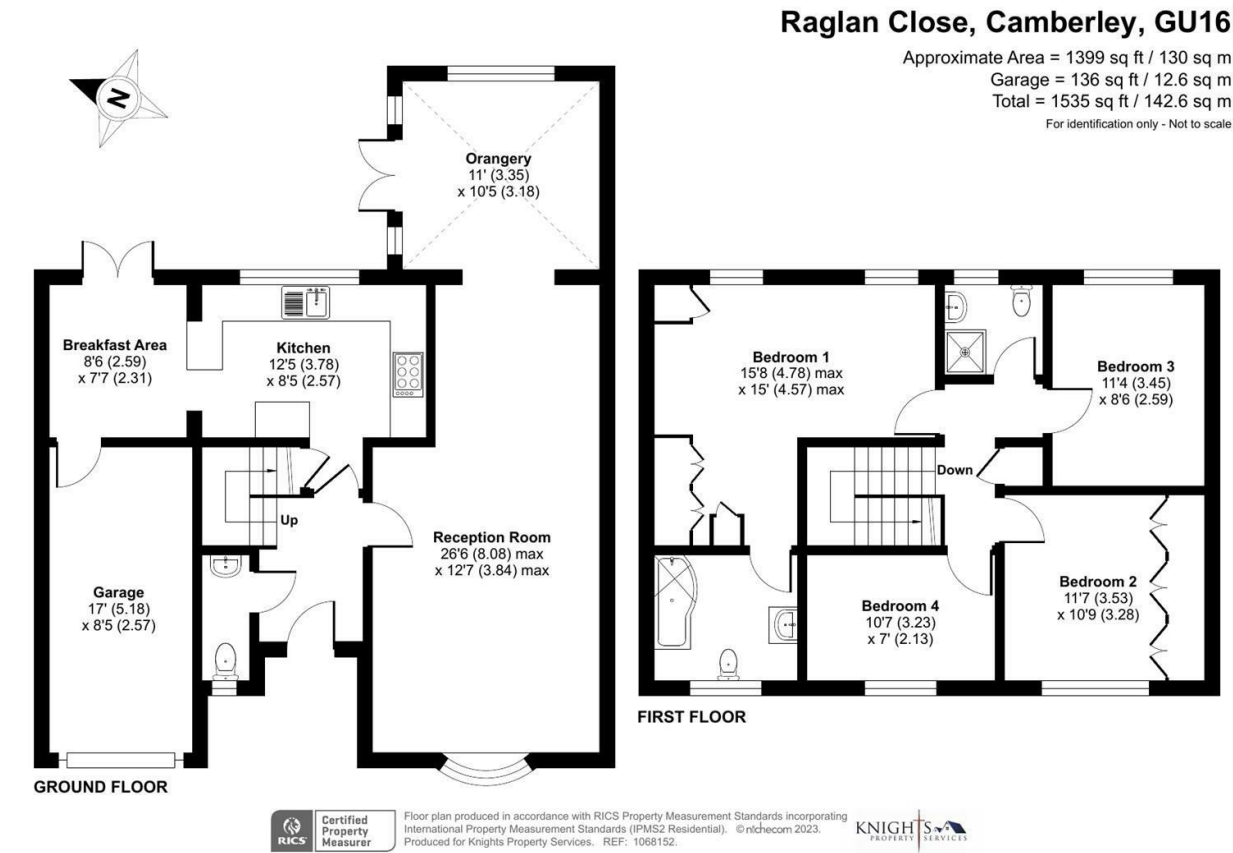 Raglan Close, Camberley, GU16
Approximate Area = 1399 sq ft / 130 sq m
Garage = 136 sq ft / 12.6 sq m
Total = 1535 sq ft / 142.6 sq m
For identification only - Not to scale
N
Orangery
11' (3.35)
x 10'5 (3.18)
Breakfast Area
8'6 (2.59)
x 7'7 (2.31)
Kitchen
12'5 (3.78)
x 8'5 (2.57)
Up
Reception Room
26'6 (8.08) max
x 12'7 (3.84) max
Garage
17' (5.18)
x 8'5 (2.57)
GROUND FLOOR
Bedroom 1
15'8 (4.78) max
x 15' (4.57) max
Bedroom 3
11'4 (3.45)
x 8'6 (2.59)
Down
Bedroom 4
10'7 (3.23)
x 7' (2.13)
Bedroom 2
11'7 (3.53)
x 10'9 (3.28)
FIRST FLOOR
RICS
Certified
Property
Measurer
Floor plan produced in accordance with RICS Property Measurement Standards incorporating
International Property Measurement Standards (IPMS2 Residential). © nichecom 2023.
Produced for Knights Property Services. REF: 1068152.
KNIGHTS
PROPERTY SERVICES